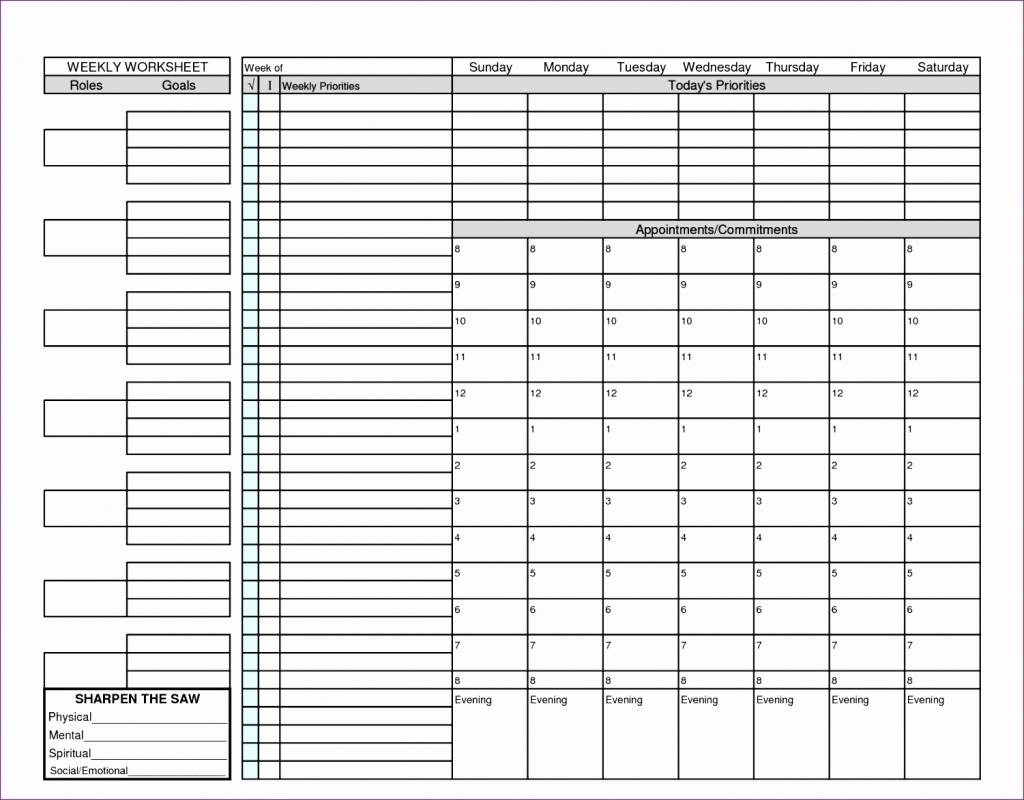 WEEKLY WORKSHEET
Roles Goals
Week of
√ I Weekly Priorities
Sunday Monday Tuesday Wednesday Thursday Friday Saturday
Today's Priorities
Appointments/Commitments
8 8 8 8 8 8 8
9 9 9 9 9 9 9
10 10 10 10 10 10 10
11 11 11 11 11 11 11
12 12 12 12 12 12 12
1 1 1 1 1 1 1
2 2 2 2 2 2 2
3 3 3 3 3 3 3
4 4 4 4 4 4 4
5 5 5 5 5 5 5
6 6 6 6 6 6 6
7 7 7 7 7 7 7
8 8 8 8 8 8 8
Evening Evening Evening Evening Evening Evening Evening
SHARPEN THE SAW
Physical____________________
Mental____________________
Spiritual____________________
Social/Emotional________________